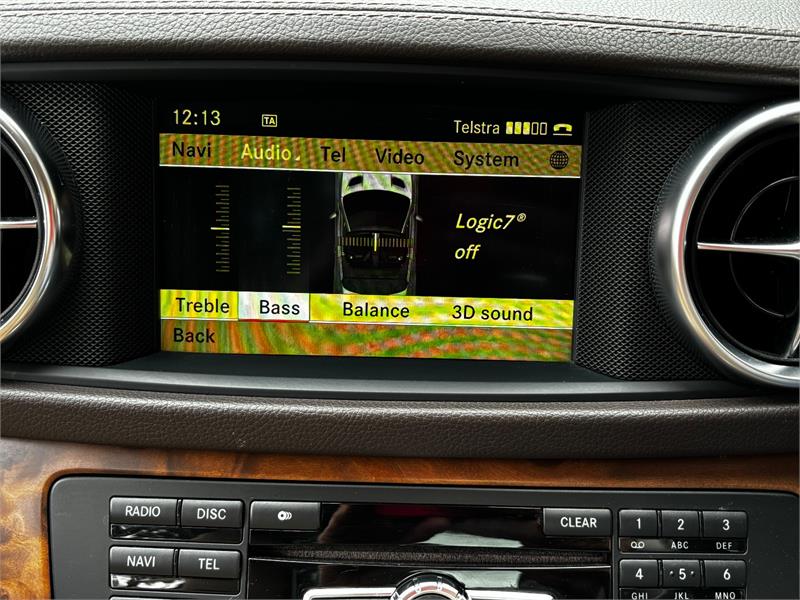 12:13 TA Telstra
Navi Audio Tel Video System
Logic7®
off
Treble Bass Balance 3D sound
Back
RADIO DISC CLEAR 1 2 3
ABC DEF
NAVI TEL 4 5 6
GHI JKL MNO